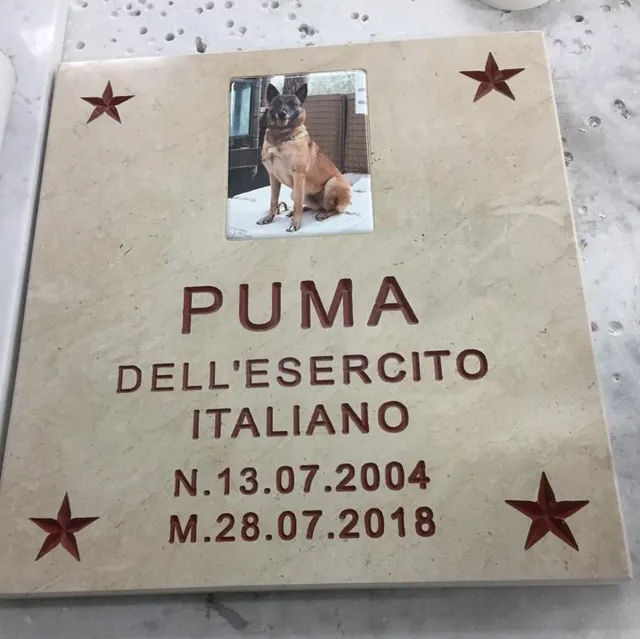 PUMA
DELL'ESERCITO
ITALIANO
N.13.07.2004
M.28.07.2018